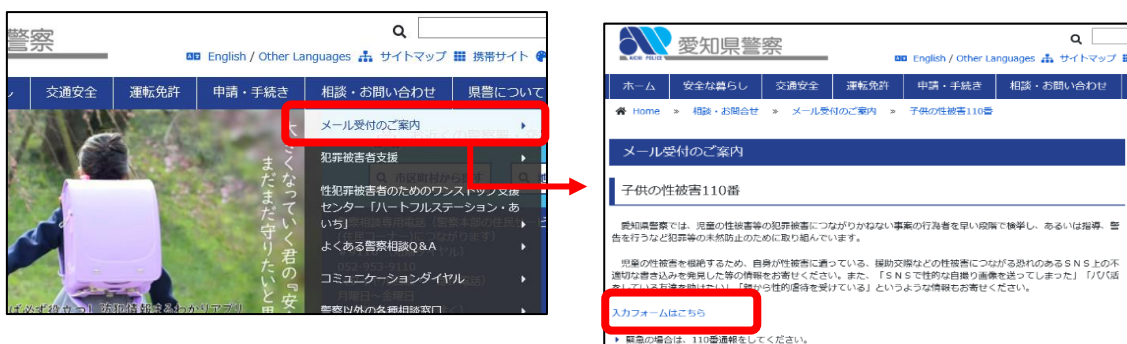 警察
English / Other Languages サイトマップ 携帯サイト
交通安全 運転免許 申請・手続き 相談・お問い合わせ 県警について
メール受付のご案内
犯罪被害者支援
性犯罪被害者のためのワンストップ支援
センター「ハートフルステーション・あ
いち」
よくある警察相談Q&A
コミュニケーションダイヤル
警察以外の各種相談窓口
大きくなっていく君の
まだまだ守りたいと
愛知県警察
AICHI POLICE
English / Other Languages サイトマップ
ホーム 安全な暮らし 交通安全 運転免許 申請・手続き 相談・お問い合わせ
Home » 相談・お問合せ » メール受付のご案内 » 子供の性被害110番
メール受付のご案内
子供の性被害110番
愛知県警察では、児童の性被害等の犯罪被害につながりかねない事案の行為者を早い段階で検挙し、あるいは指導、警
告を行うなど犯罪等の未然防止のために取り組んでいます。
児童の性被害を根絶するため、自身が性被害に遭っている、援助交際などの性被害につながる恐れのあるSNS上の不
適切な書き込みを発見した等の情報をお寄せください。また、「SNSで性的な自撮り画像を送ってしまった」「パパ活
をしている友達を助けたい」「親から性的虐待を受けている」というような情報もお寄せください。
入力フォームはこちら
緊急の場合は、110番通報をしてください。